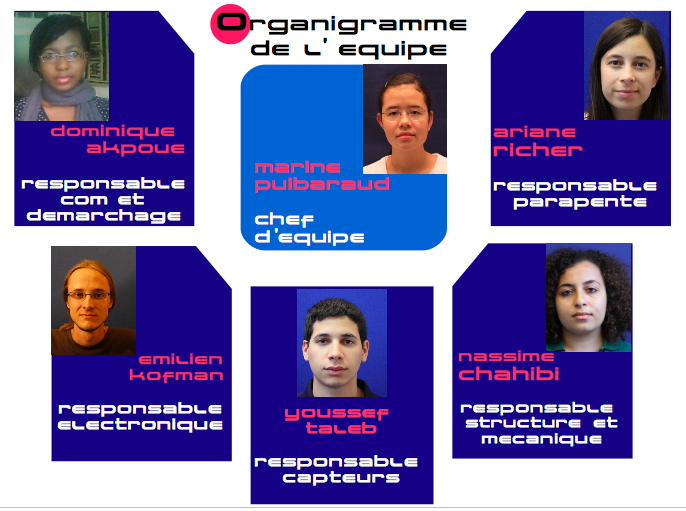 Organigramme
de l' equipe
dominique
akpoue
responsable
com et
demarchage
marine
puibaraud
chef
d'equipe
ariane
richer
responsable
parapente
emilien
kofman
responsable
electronique
youssef
taleb
responsable
capteurs
nassime
chahibi
responsable
structure et
mecanique